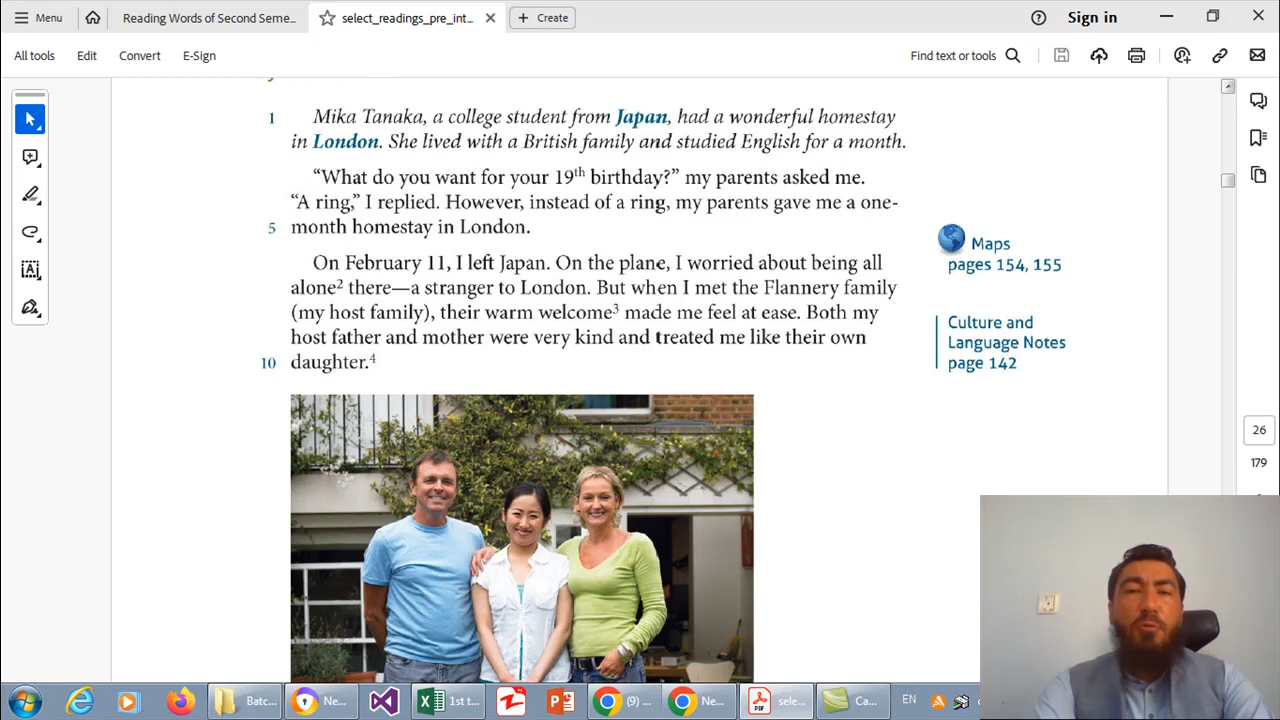 Menu
Reading Words of Second Seme...
select_readings_pre_int...
Create
Sign in
All tools
Edit
Convert
E-Sign
Find text or tools
1 Mika Tanaka, a college student from Japan, had a wonderful homestay
in London. She lived with a British family and studied English for a month.
“What do you want for your 19th birthday?” my parents asked me.
“A ring,” I replied. However, instead of a ring, my parents gave me a one-
5 month homestay in London.
On February 11, I left Japan. On the plane, I worried about being all
alone² there—a stranger to London. But when I met the Flannery family
(my host family), their warm welcome³ made me feel at ease. Both my
host father and mother were very kind and treated me like their own
10 daughter.⁴
Maps
pages 154, 155
Culture and
Language Notes
page 142
26
179
Batc...
Ne...
1st t...
(9) ...
Ne...
sele...
Ca...
EN